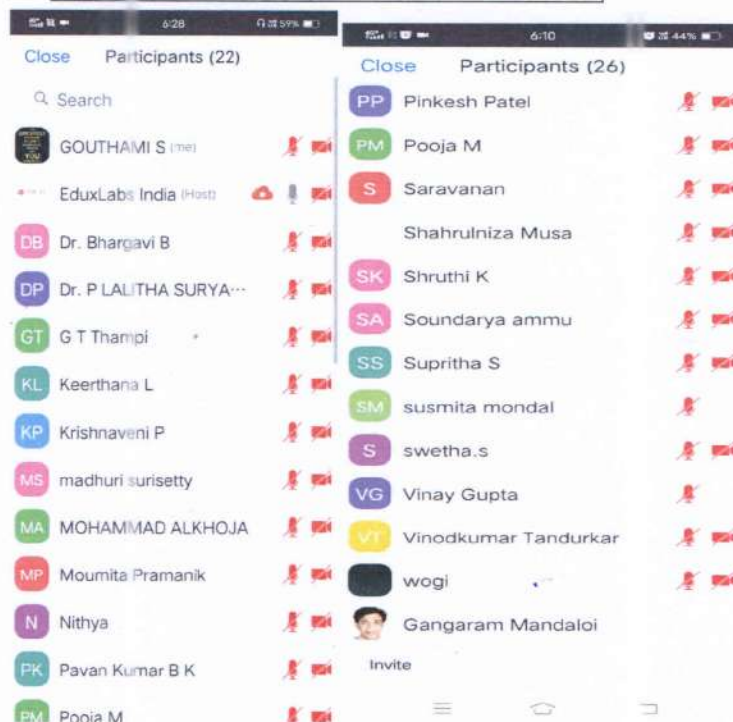 6:28
59%
Close Participants (22)
Search
GOUTHAMI S (me)
EduxLabs India (Host)
DB Dr. Bhargavi B
DP Dr. P LALITHA SURYA...
GT G T Thampi
KL Keerthana L
KP Krishnaveni P
MS madhuri surisetty
MA MOHAMMAD ALKHOJA
MP Moumita Pramanik
N Nithya
PK Pavan Kumar B K
PM Pooja M
6:10
44%
Close Participants (26)
PP Pinkesh Patel
PM Pooja M
S Saravanan
Shahrulniza Musa
SK Shruthi K
SA Soundarya ammu
SS Supritha S
SM susmita mondal
S swetha.s
VG Vinay Gupta
VT Vinodkumar Tandurkar
wogi
Gangaram Mandaloi
Invite